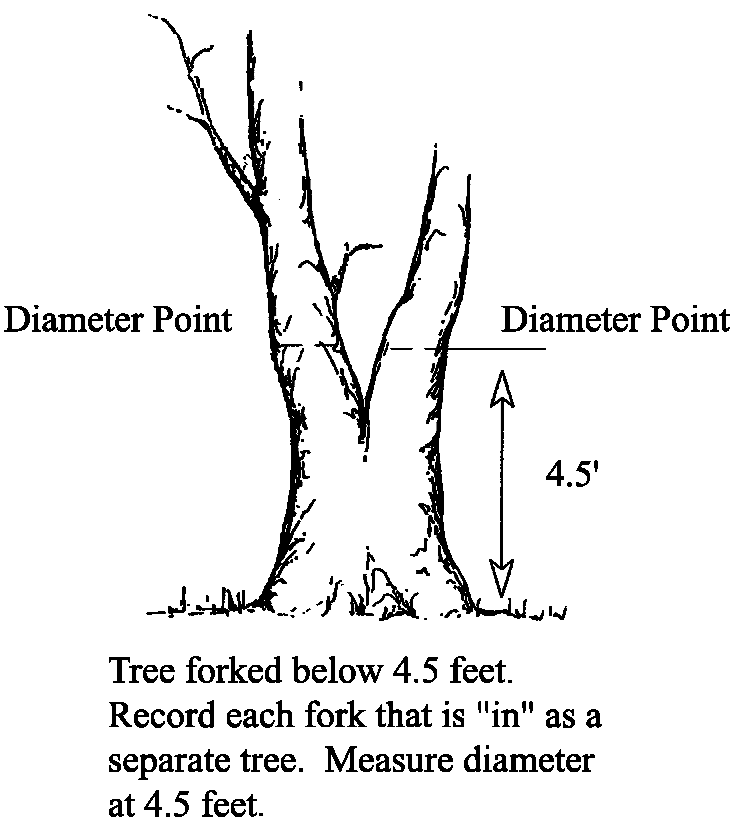 Diameter Point
Diameter Point
4.5'
Tree forked below 4.5 feet.
Record each fork that is "in" as a
separate tree.  Measure diameter
at 4.5 feet.